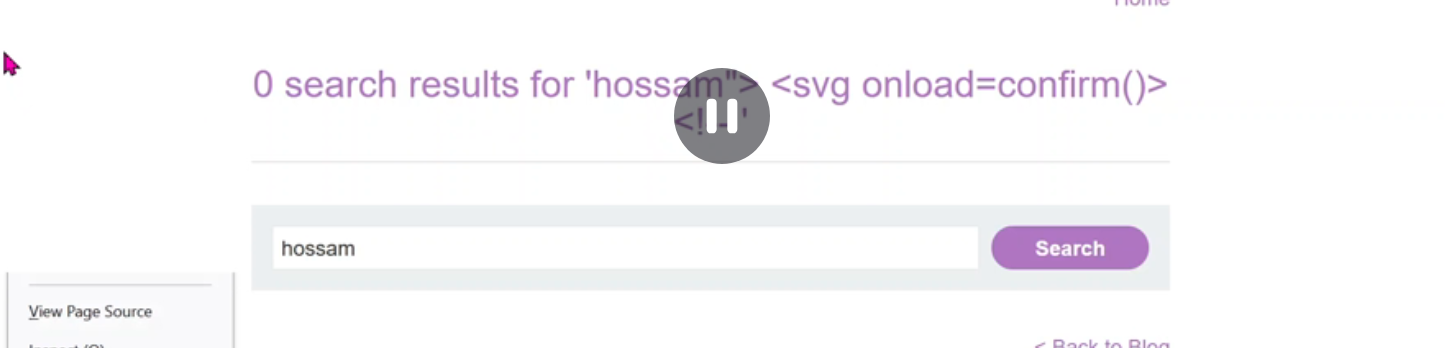 Home
0 search results for 'hossam"> <svg onload=confirm()>
<!--'
hossam
Search
View Page Source
Inspect (Q)
< Back to Blog